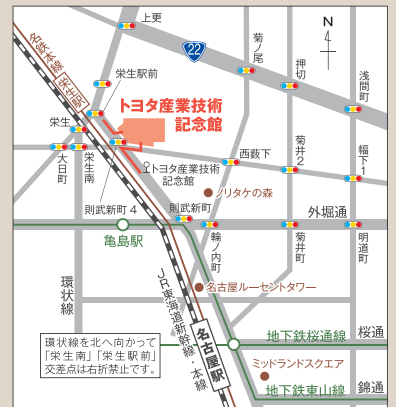 上更
N
22
菊ノ尾
押切
浅間町
名鉄本線
栄生駅
栄生駅前
トヨタ産業技術
記念館
栄生
大日町
栄生南
西薮下
菊井2
幅下1
トヨタ産業技術
記念館
ノリタケの森
則武新町4
則武新町
外堀通
亀島駅
輪ノ内町
菊井町
明道町
環状線
JR東海道新幹線・本線
名古屋ルーセントタワー
名古屋駅
地下鉄桜通線
桜通
環状線を北へ向かって
「栄生南」「栄生駅前」
交差点は右折禁止です。
ミッドランドスクエア
地下鉄東山線
錦通